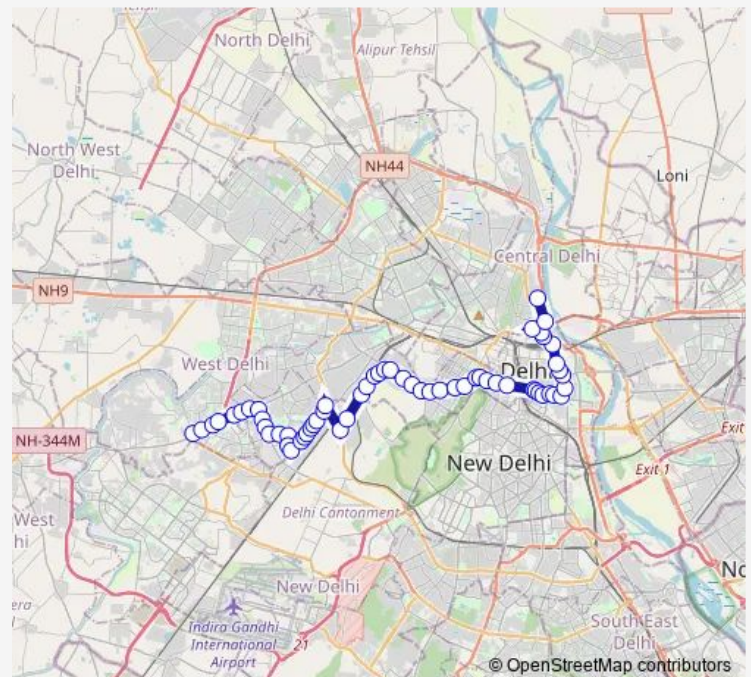 North Delhi
Alipur Tehsil
North West
Delhi
NH44
Loni
Central Delhi
NH9
West Delhi
Delhi
NH-344M
New Delhi
Exit
Exit 1
West
Delhi Cantonment
New Delhi
Indira Gandhi
International
Airport
21
South East
Delhi
© OpenStreetMap contributors